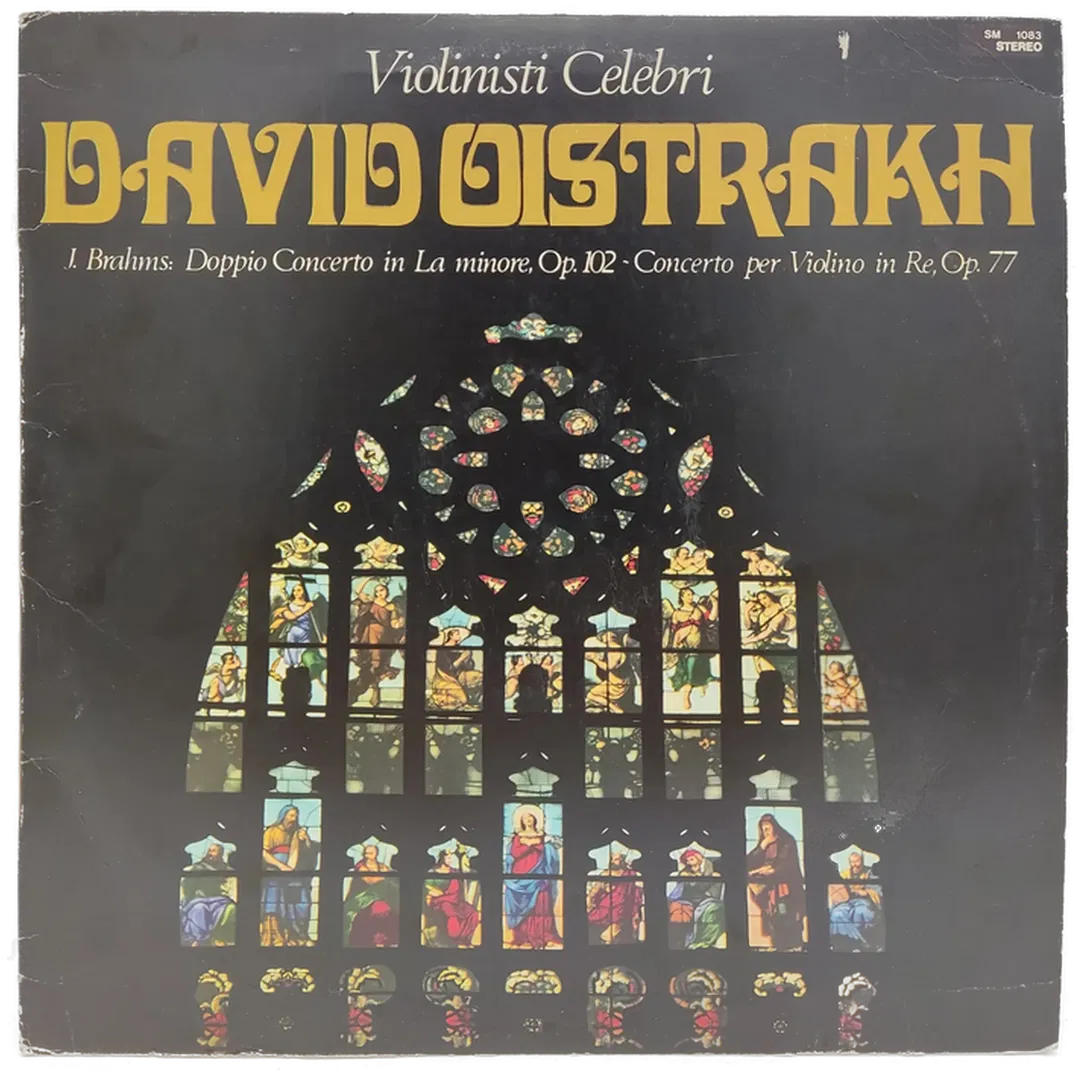 SM 1083
STEREO
Violinisti Celebri
DAVID OISTRAKH
J. Brahms: Doppio Concerto in La minore, Op. 102 - Concerto per Violino in Re, Op. 77